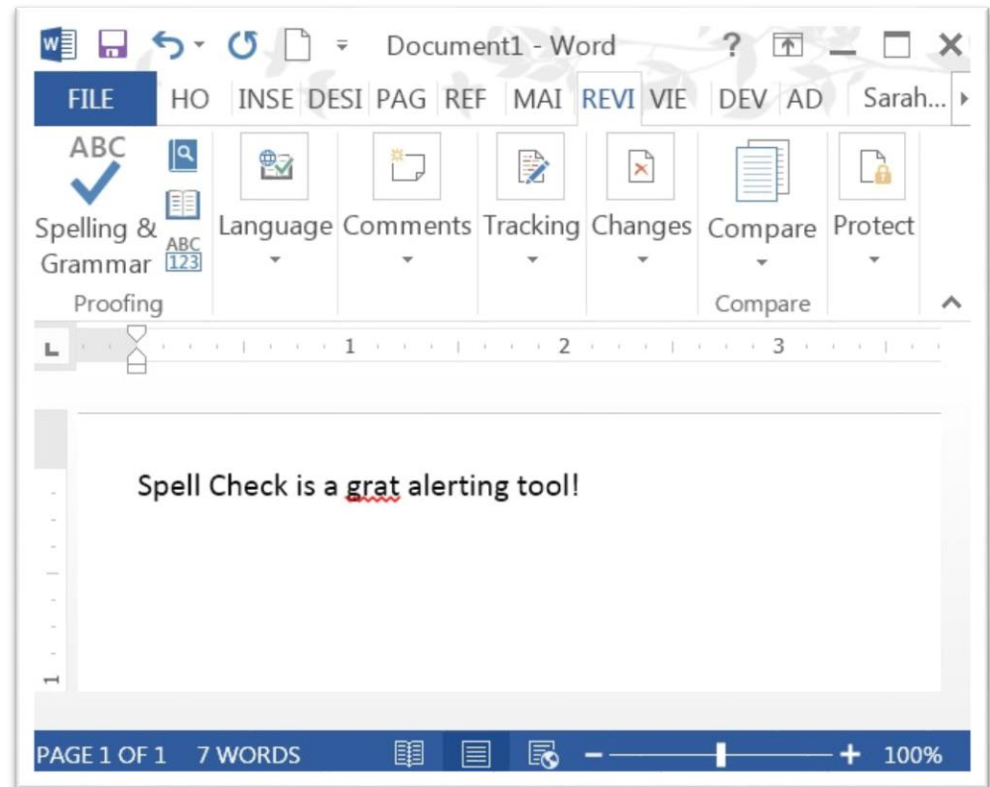 Document1 - Word ?
FILE HO INSE DESI PAG REF MAI REVI VIE DEV AD Sarah...
ABC
Spelling & Grammar
ABC
123
Language Comments Tracking Changes Compare Protect
Proofing Compare
L 1 2 3
Spell Check is a grat alerting tool!
1
PAGE 1 OF 1 7 WORDS 100%